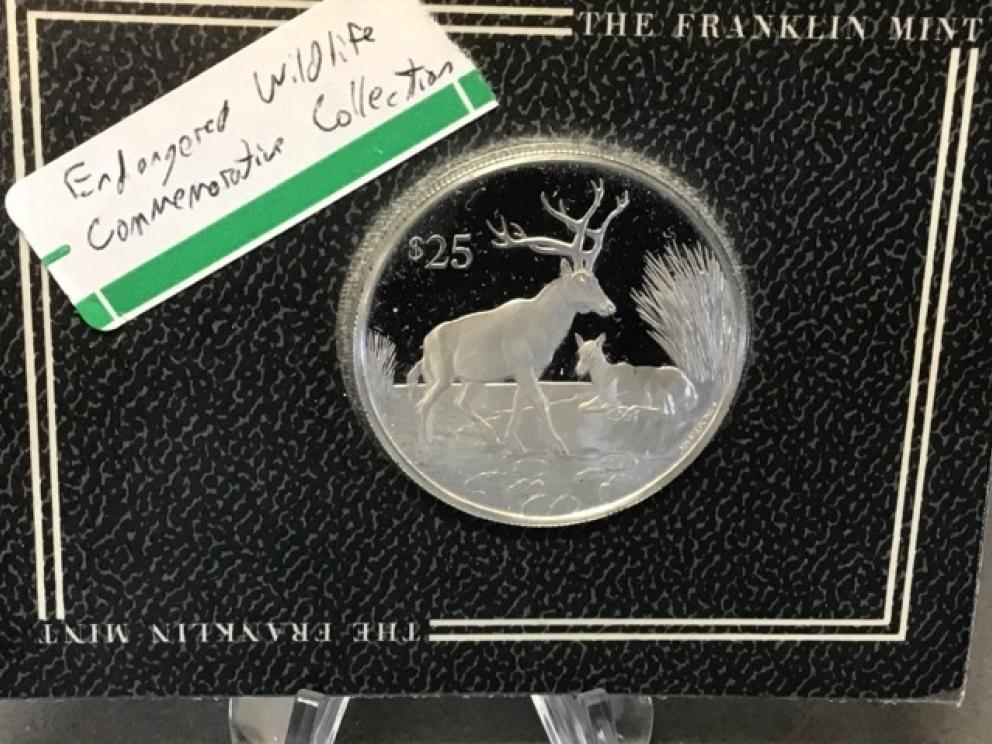 THE FRANKLIN MINT
Endangered Wildlife
Commemorative Collection
$25
THE FRANKLIN MINT